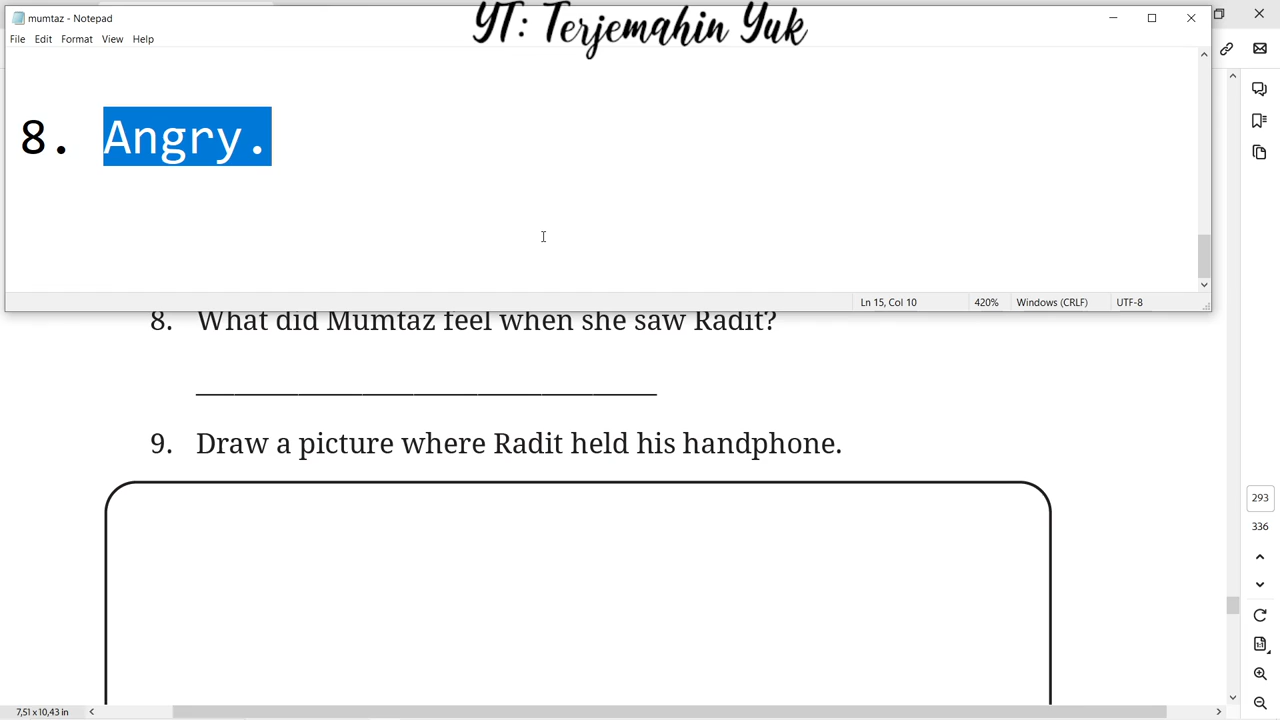 mumtaz - Notepad
YT: Terjemahin Yuk
File Edit Format View Help
8. Angry.
Ln 15, Col 10 420% Windows (CRLF) UTF-8
8. What did Mumtaz feel when she saw Radit?
9. Draw a picture where Radit held his handphone.
293
336
7,51 x 10,43 in